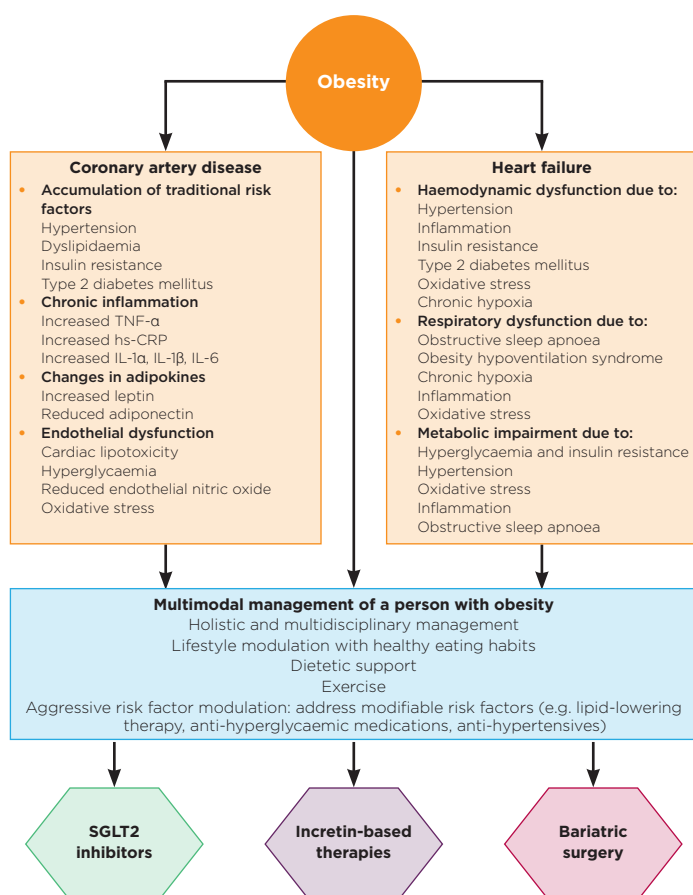 Obesity
Coronary artery disease
• Accumulation of traditional risk
factors
Hypertension
Dyslipidaemia
Insulin resistance
Type 2 diabetes mellitus
• Chronic inflammation
Increased TNF-α
Increased hs-CRP
Increased IL-1α, IL-1β, IL-6
• Changes in adipokines
Increased leptin
Reduced adiponectin
• Endothelial dysfunction
Cardiac lipotoxicity
Hyperglycaemia
Reduced endothelial nitric oxide
Oxidative stress
Heart failure
• Haemodynamic dysfunction due to:
Hypertension
Inflammation
Insulin resistance
Type 2 diabetes mellitus
Oxidative stress
Chronic hypoxia
• Respiratory dysfunction due to:
Obstructive sleep apnoea
Obesity hypoventilation syndrome
Chronic hypoxia
Inflammation
Oxidative stress
• Metabolic impairment due to:
Hyperglycaemia and insulin resistance
Hypertension
Oxidative stress
Inflammation
Obstructive sleep apnoea
Multimodal management of a person with obesity
Holistic and multidisciplinary management
Lifestyle modulation with healthy eating habits
Dietetic support
Exercise
Aggressive risk factor modulation: address modifiable risk factors (e.g. lipid-lowering
therapy, anti-hyperglycaemic medications, anti-hypertensives)
SGLT2
inhibitors
Incretin-based
therapies
Bariatric
surgery